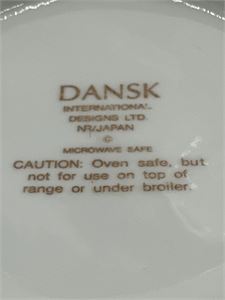 DANSK
INTERNATIONAL
DESIGNS LTD.
NR/JAPAN
©
MICROWAVE SAFE
CAUTION: Oven safe, but
not for use on top of
range or under broiler.